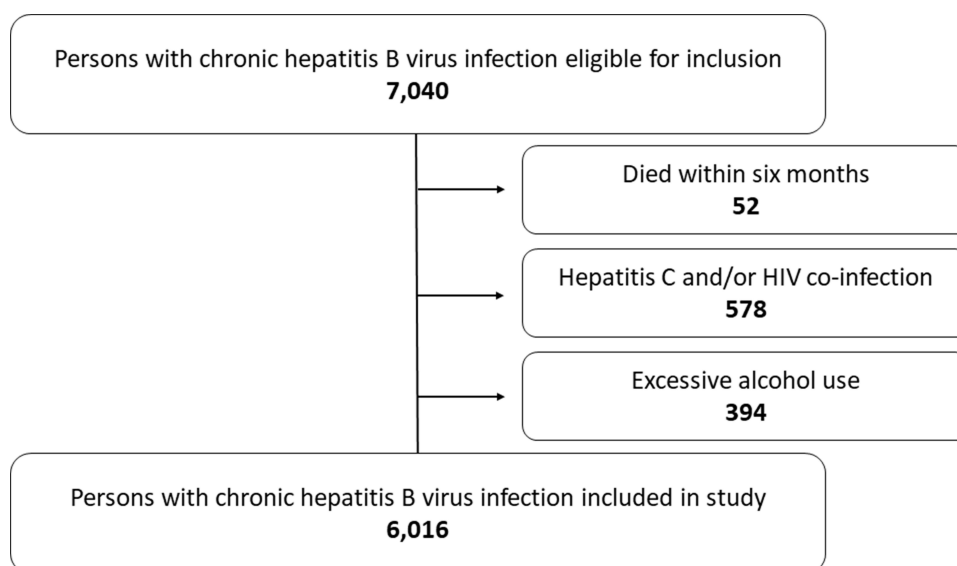 Persons with chronic hepatitis B virus infection eligible for inclusion
7,040
Died within six months
52
Hepatitis C and/or HIV co-infection
578
Excessive alcohol use
394
Persons with chronic hepatitis B virus infection included in study
6,016